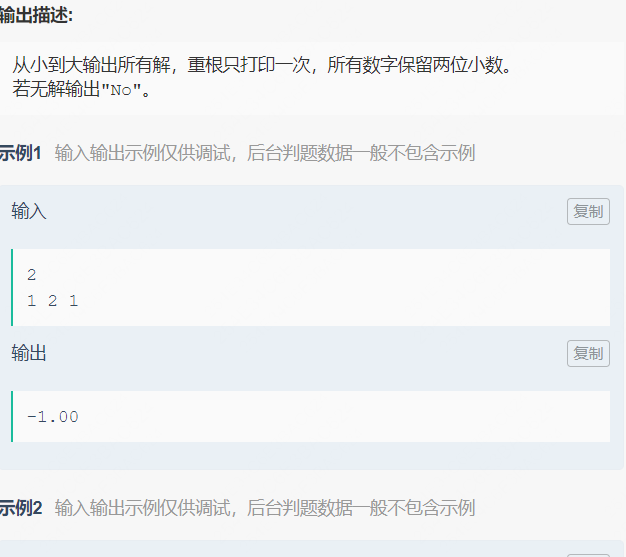 输出描述:
从小到大输出所有解，重根只打印一次，所有数字保留两位小数。
若无解输出"No"。
示例1 输入输出示例仅供调试，后台判题数据一般不包含示例
输入
复制
2
1 2 1
输出
复制
-1.00
示例2 输入输出示例仅供调试，后台判题数据一般不包含示例